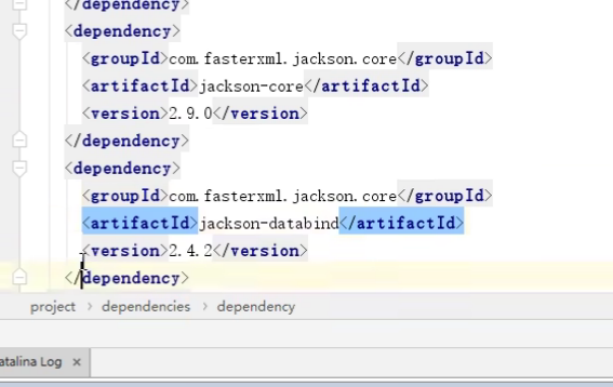 </dependency>
<dependency>
<groupId>com.fasterxml.jackson.core</groupId>
<artifactId>jackson-core</artifactId>
<version>2.9.0</version>
</dependency>
<dependency>
<groupId>com.fasterxml.jackson.core</groupId>
<artifactId>jackson-databind</artifactId>
<version>2.4.2</version>
</dependency>
project > dependencies > dependency
atalina Log ×